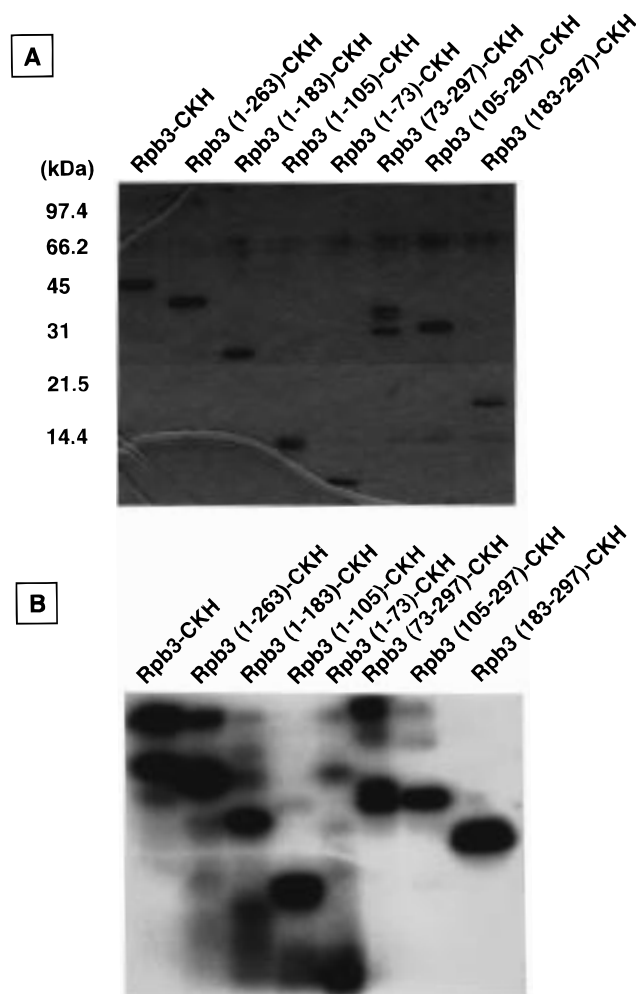 A
Rpb3-CKH
Rpb3 (1-263)-CKH
Rpb3 (1-183)-CKH
Rpb3 (1-105)-CKH
Rpb3 (1-73)-CKH
Rpb3 (73-297)-CKH
Rpb3 (105-297)-CKH
Rpb3 (183-297)-CKH
(kDa)
97.4
66.2
45
31
21.5
14.4
B
Rpb3-CKH
Rpb3 (1-263)-CKH
Rpb3 (1-183)-CKH
Rpb3 (1-105)-CKH
Rpb3 (1-73)-CKH
Rpb3 (73-297)-CKH
Rpb3 (105-297)-CKH
Rpb3 (183-297)-CKH